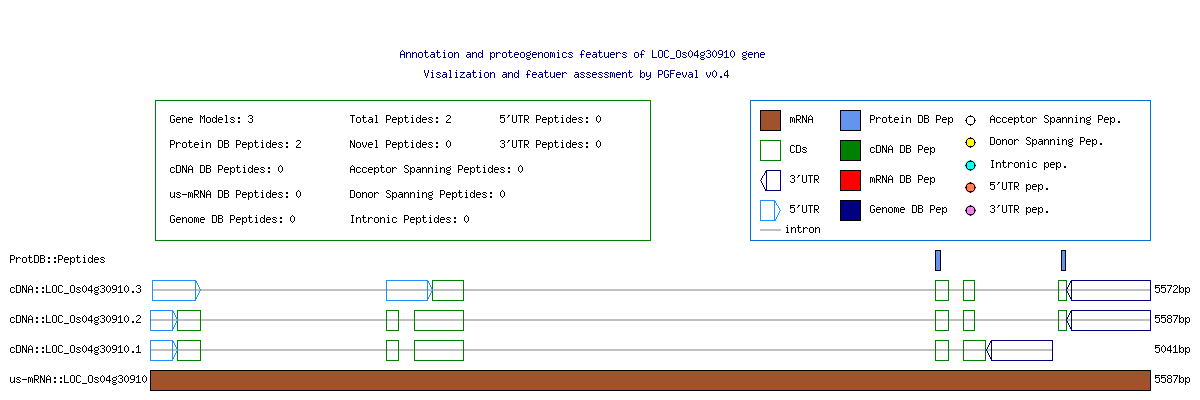 Annotation and proteogenomics featuers of LOC_Os04g30910 gene
Visalization and featuer assessment by PGFeval v0.4
Gene Models: 3
Total Peptides: 2
5'UTR Peptides: 0
Protein DB Peptides: 2
Novel Peptides: 0
3'UTR Peptides: 0
cDNA DB Peptides: 0
Acceptor Spanning Peptides: 0
us-mRNA DB Peptides: 0
Donor Spanning Peptides: 0
Genome DB Peptides: 0
Intronic Peptides: 0
mRNA
Protein DB Pep
Acceptor Spanning Pep.
CDs
cDNA DB Pep
Donor Spanning Pep.
3'UTR
mRNA DB Pep
Intronic pep.
5'UTR
Genome DB Pep
5'UTR pep.
3'UTR pep.
intron
ProtDB::Peptides
cDNA::LOC_Os04g30910.3
5572bp
cDNA::LOC_Os04g30910.2
5587bp
cDNA::LOC_Os04g30910.1
5041bp
us-mRNA::LOC_Os04g30910
5587bp